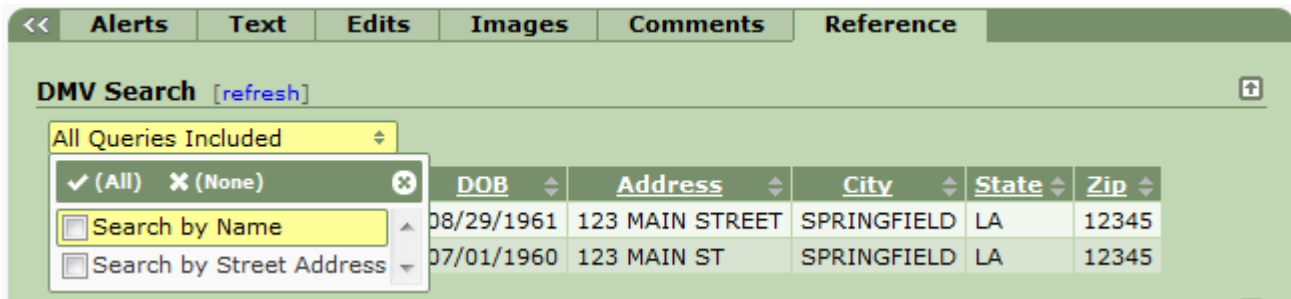 << Alerts Text Edits Images Comments Reference
DMV Search [refresh]
All Queries Included
(All) (None)
DOB Address City State Zip
Search by Name
08/29/1961 123 MAIN STREET SPRINGFIELD LA 12345
Search by Street Address
07/01/1960 123 MAIN ST SPRINGFIELD LA 12345